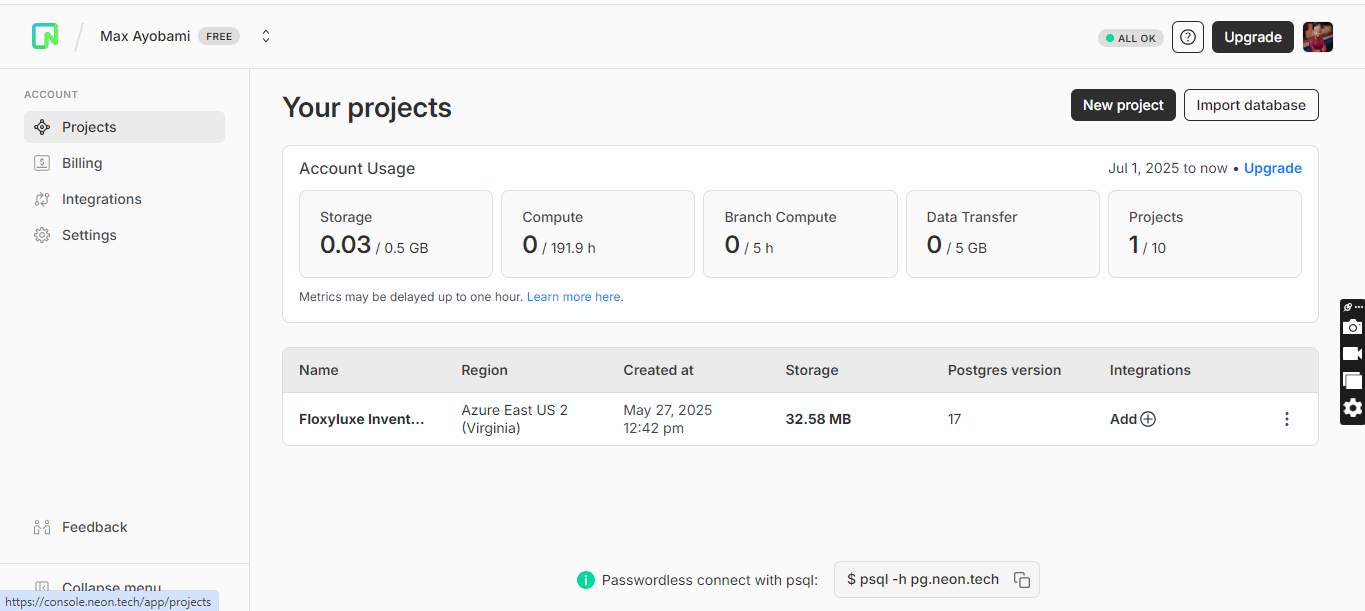 Max Ayobami FREE
ALL OK
Upgrade
ACCOUNT
Projects
Billing
Integrations
Settings
Feedback
Collapse menu
https://console.neon.tech/app/projects
Your projects
New project
Import database
Account Usage
Jul 1, 2025 to now • Upgrade
Storage
0.03 / 0.5 GB
Compute
0 / 191.9 h
Branch Compute
0 / 5 h
Data Transfer
0 / 5 GB
Projects
1 / 10
Metrics may be delayed up to one hour. Learn more here.
Name Region Created at Storage Postgres version Integrations
Floxyluxe Invent...
Azure East US 2
(Virginia)
May 27, 2025
12:42 pm
32.58 MB
17
Add
Passwordless connect with psql:
$ psql -h pg.neon.tech